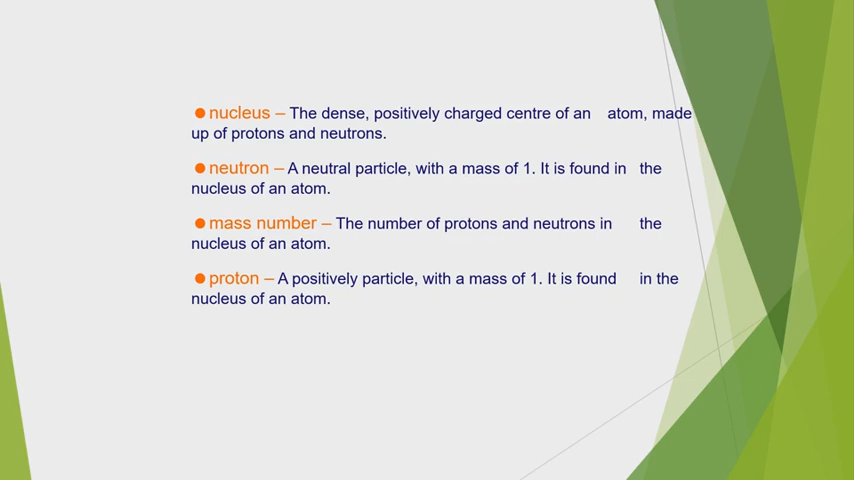 ●nucleus – The dense, positively charged centre of an atom, made
up of protons and neutrons.
●neutron – A neutral particle, with a mass of 1. It is found in the
nucleus of an atom.
●mass number – The number of protons and neutrons in the
nucleus of an atom.
●proton – A positively particle, with a mass of 1. It is found in the
nucleus of an atom.